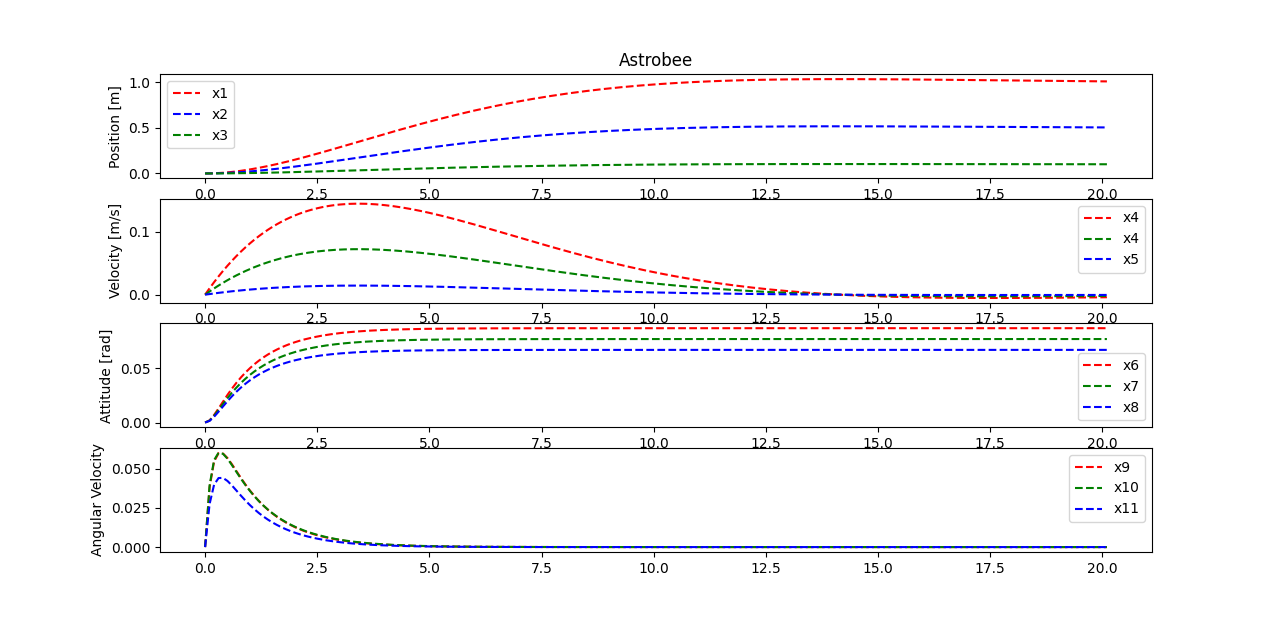 Astrobee
Position [m]
1.0
0.5
0.0
x1
x2
x3
0.0 2.5 5.0 7.5 10.0 12.5 15.0 17.5 20.0
Velocity [m/s]
0.1
0.0
x4
x4
x5
0.0 2.5 5.0 7.5 10.0 12.5 15.0 17.5 20.0
Attitude [rad]
0.05
0.00
x6
x7
x8
0.0 2.5 5.0 7.5 10.0 12.5 15.0 17.5 20.0
Angular Velocity
0.050
0.025
0.000
x9
x10
x11
0.0 2.5 5.0 7.5 10.0 12.5 15.0 17.5 20.0